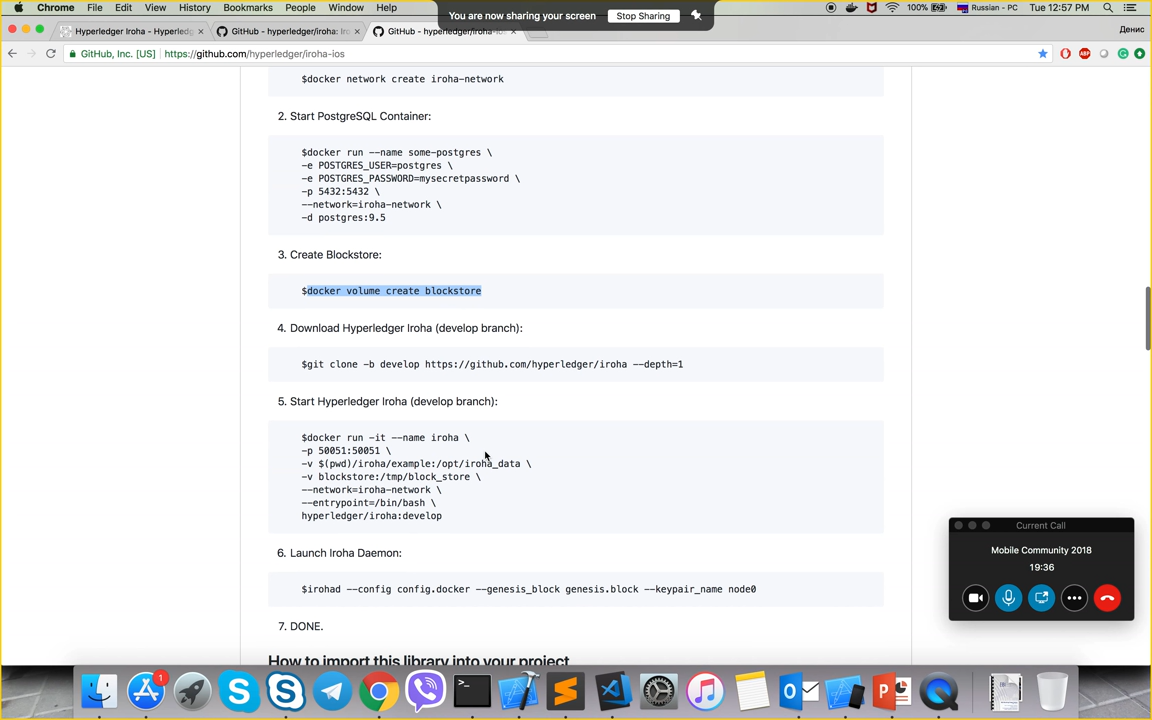 Chrome File Edit View History Bookmarks People Window Help
You are now sharing your screen Stop Sharing
100% Russian - PC Tue 12:57 PM
Hyperledger Iroha - Hyperledg × GitHub - hyperledger/iroha: Ir × GitHub - hyperledger/iroha-ios × Денис
GitHub, Inc. [US] https://github.com/hyperledger/iroha-ios ABP
$docker network create iroha-network
2. Start PostgreSQL Container:
$docker run --name some-postgres \
-e POSTGRES_USER=postgres \
-e POSTGRES_PASSWORD=mysecretpassword \
-p 5432:5432 \
--network=iroha-network \
-d postgres:9.5
3. Create Blockstore:
$docker volume create blockstore
4. Download Hyperledger Iroha (develop branch):
$git clone -b develop https://github.com/hyperledger/iroha --depth=1
5. Start Hyperledger Iroha (develop branch):
$docker run -it --name iroha \
-p 50051:50051 \
-v $(pwd)/iroha/example:/opt/iroha_data \
-v blockstore:/tmp/block_store \
--network=iroha-network \
--entrypoint=/bin/bash \
hyperledger/iroha:develop
Current Call
Mobile Community 2018
19:36
6. Launch Iroha Daemon:
$irohad --config config.docker --genesis_block genesis.block --keypair_name node0
7. DONE.
How to import this library into your project
1